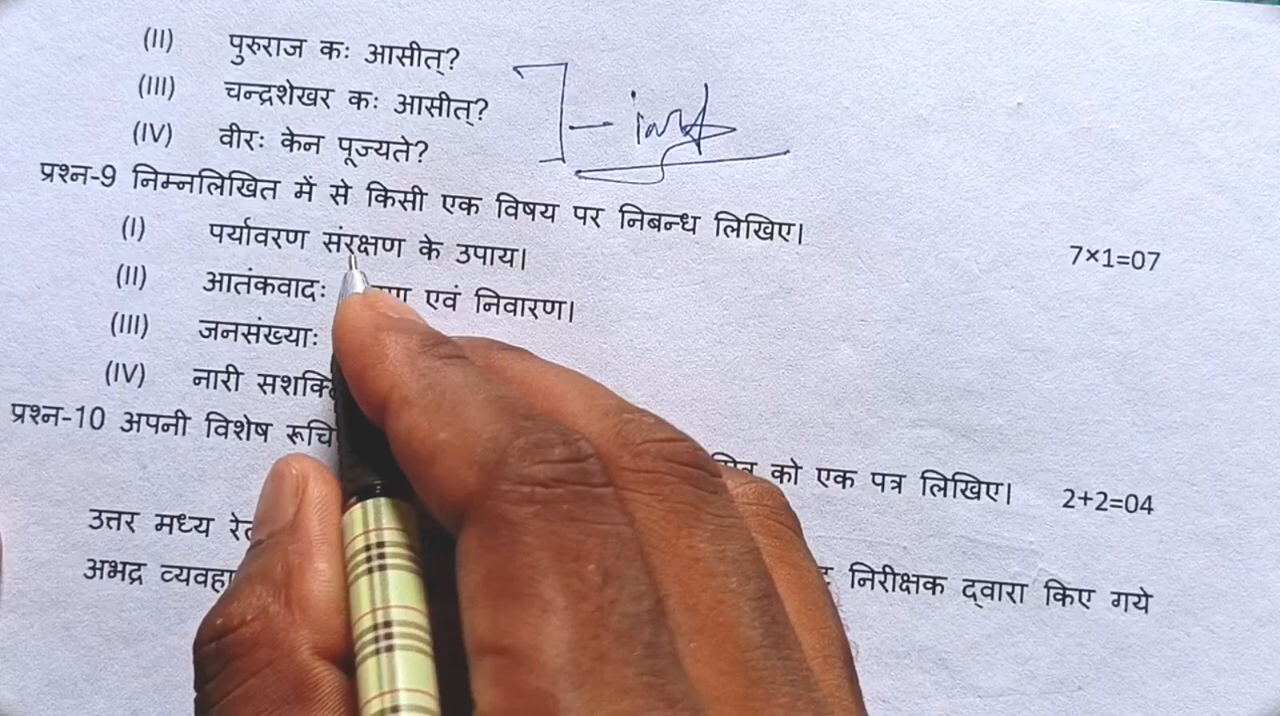 (II) पुरुराज कः आसीत्?
(III) चन्द्रशेखर कः आसीत्?
(IV) वीरः केन पूज्यते?
प्रश्न-9 निम्नलिखित में से किसी एक विषय पर निबन्ध लिखिए। 7×1=07
(I) पर्यावरण संरक्षण के उपाय।
(II) आतंकवादः एवं निवारण।
(III) जनसंख्याः
(IV) नारी
प्रश्न-10 अपनी विशेष रूचि को एक पत्र लिखिए। 2+2=04
उत्तर मध्य
अभद्र निरीक्षक द्वारा किए गये